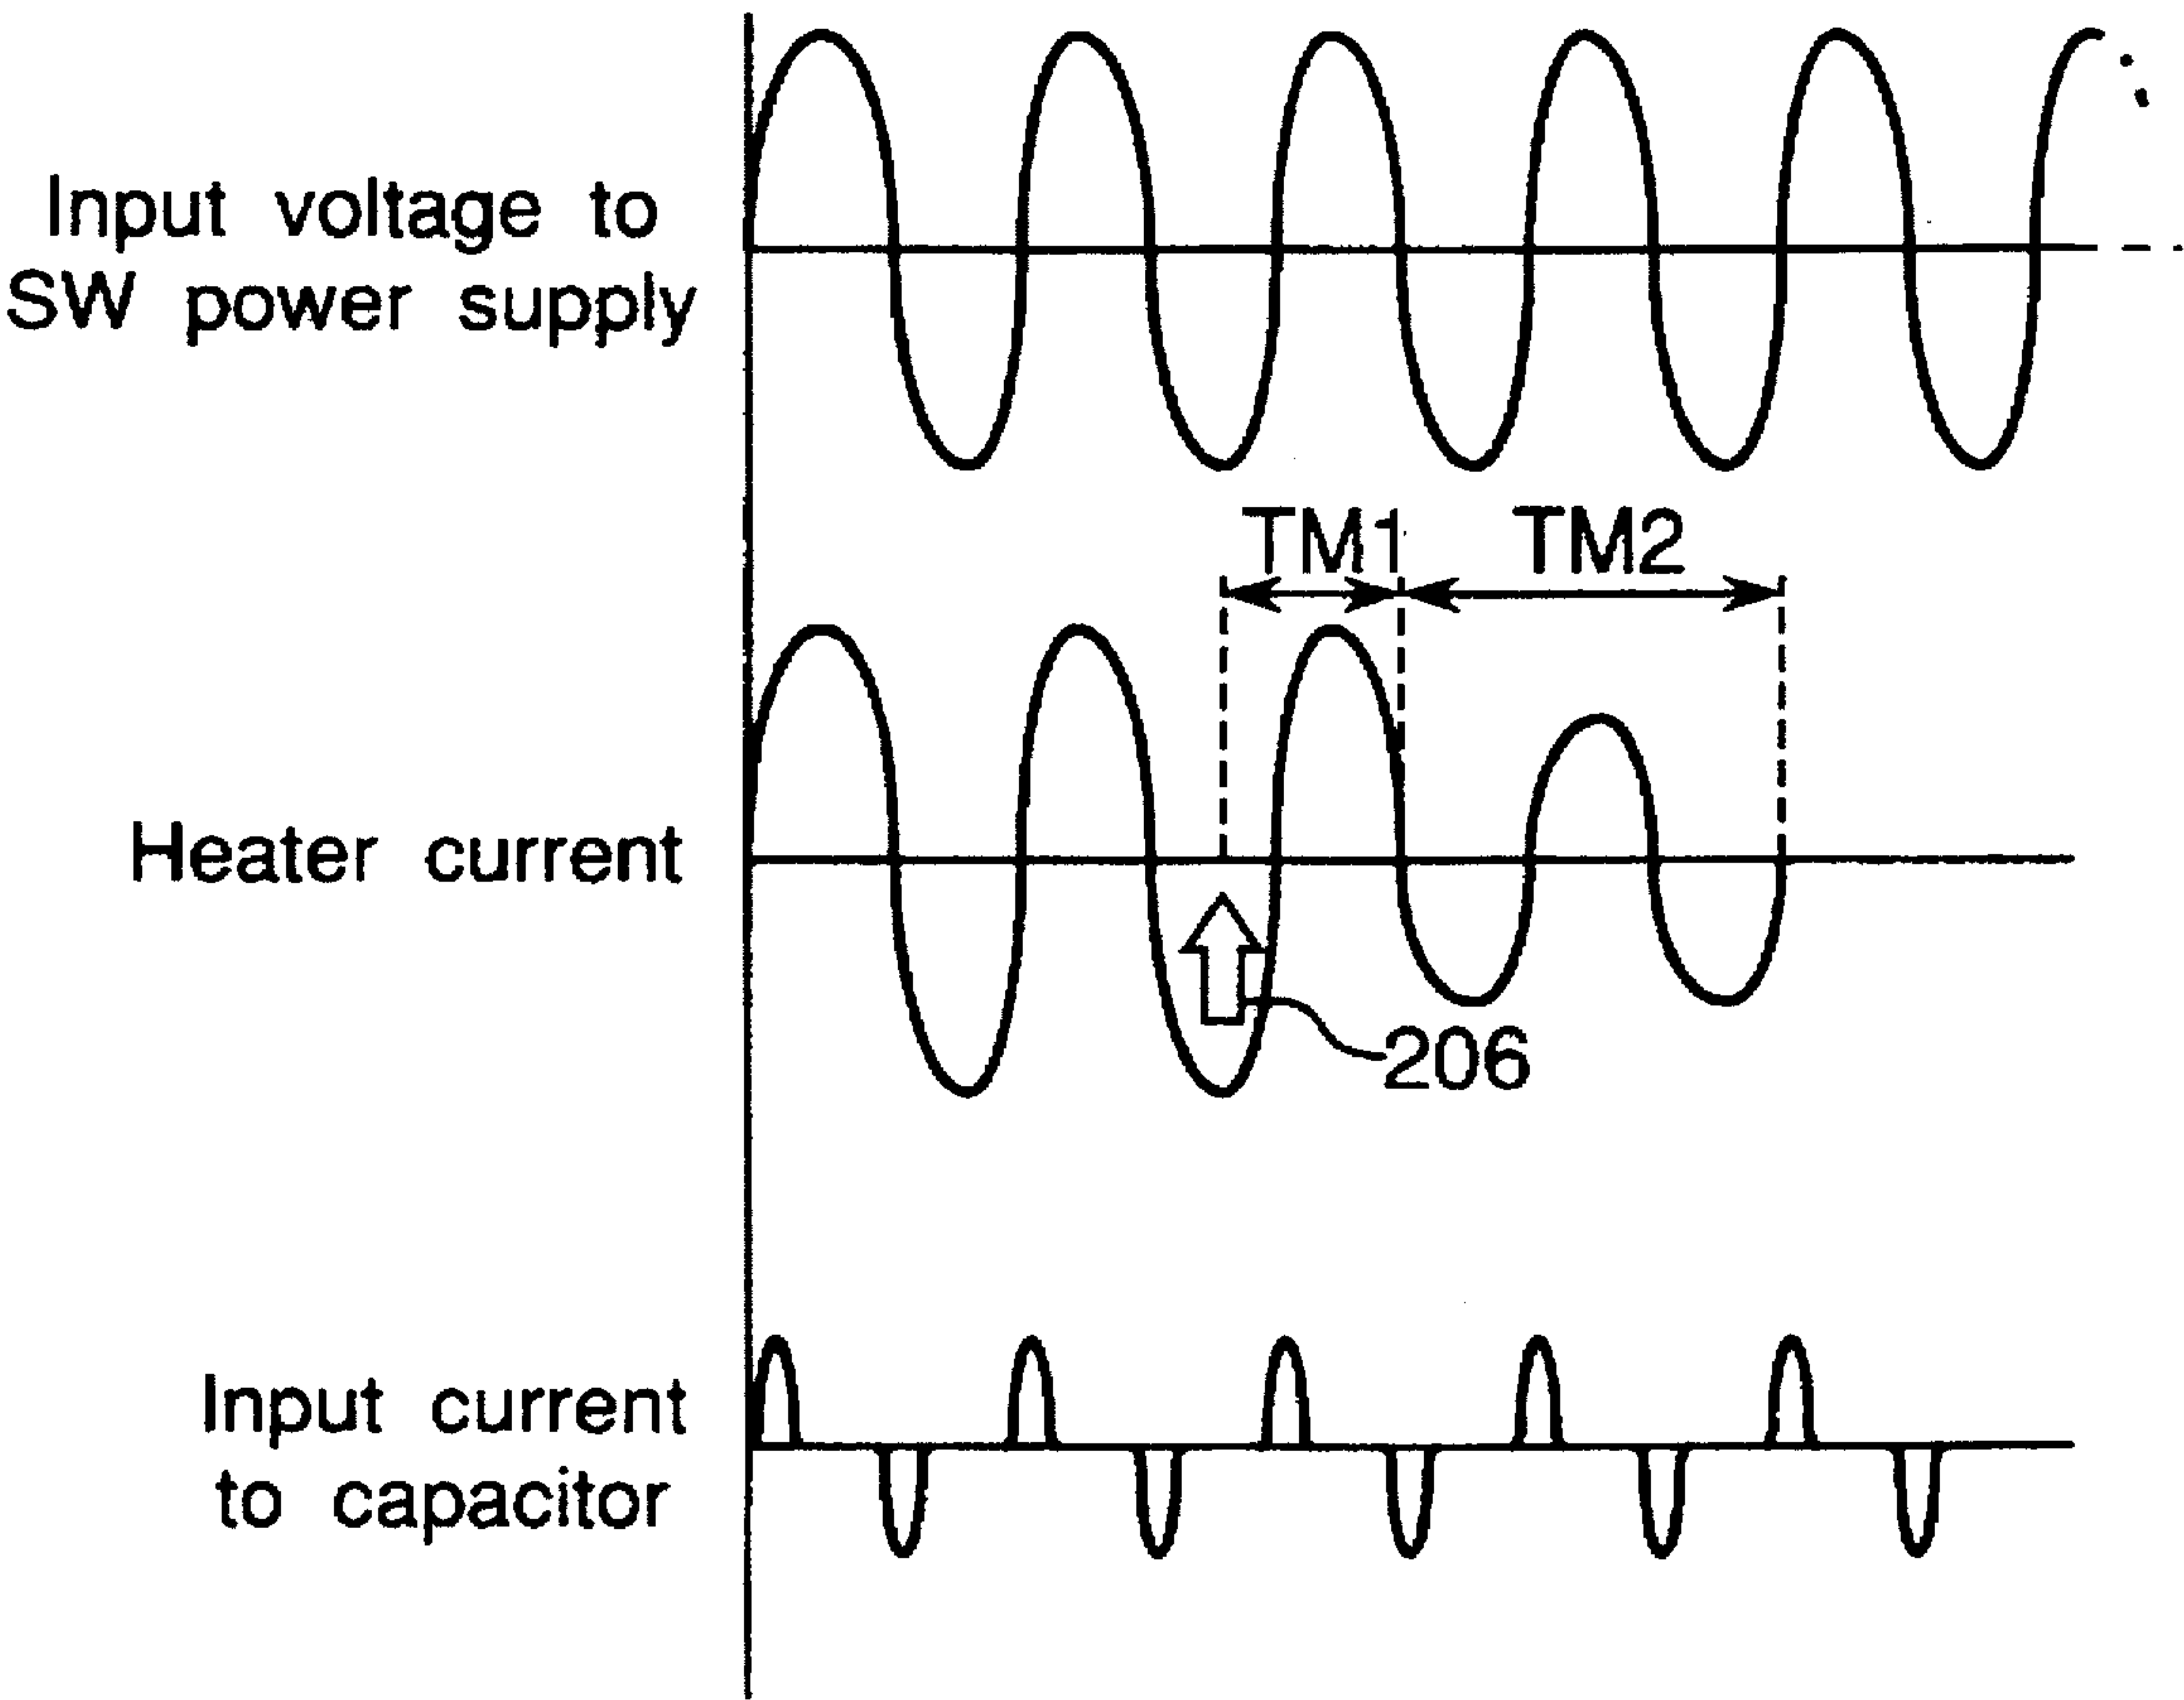 Input voltage to
SW power supply
TM1
TM2
Heater current
206
Input current
to capacitor